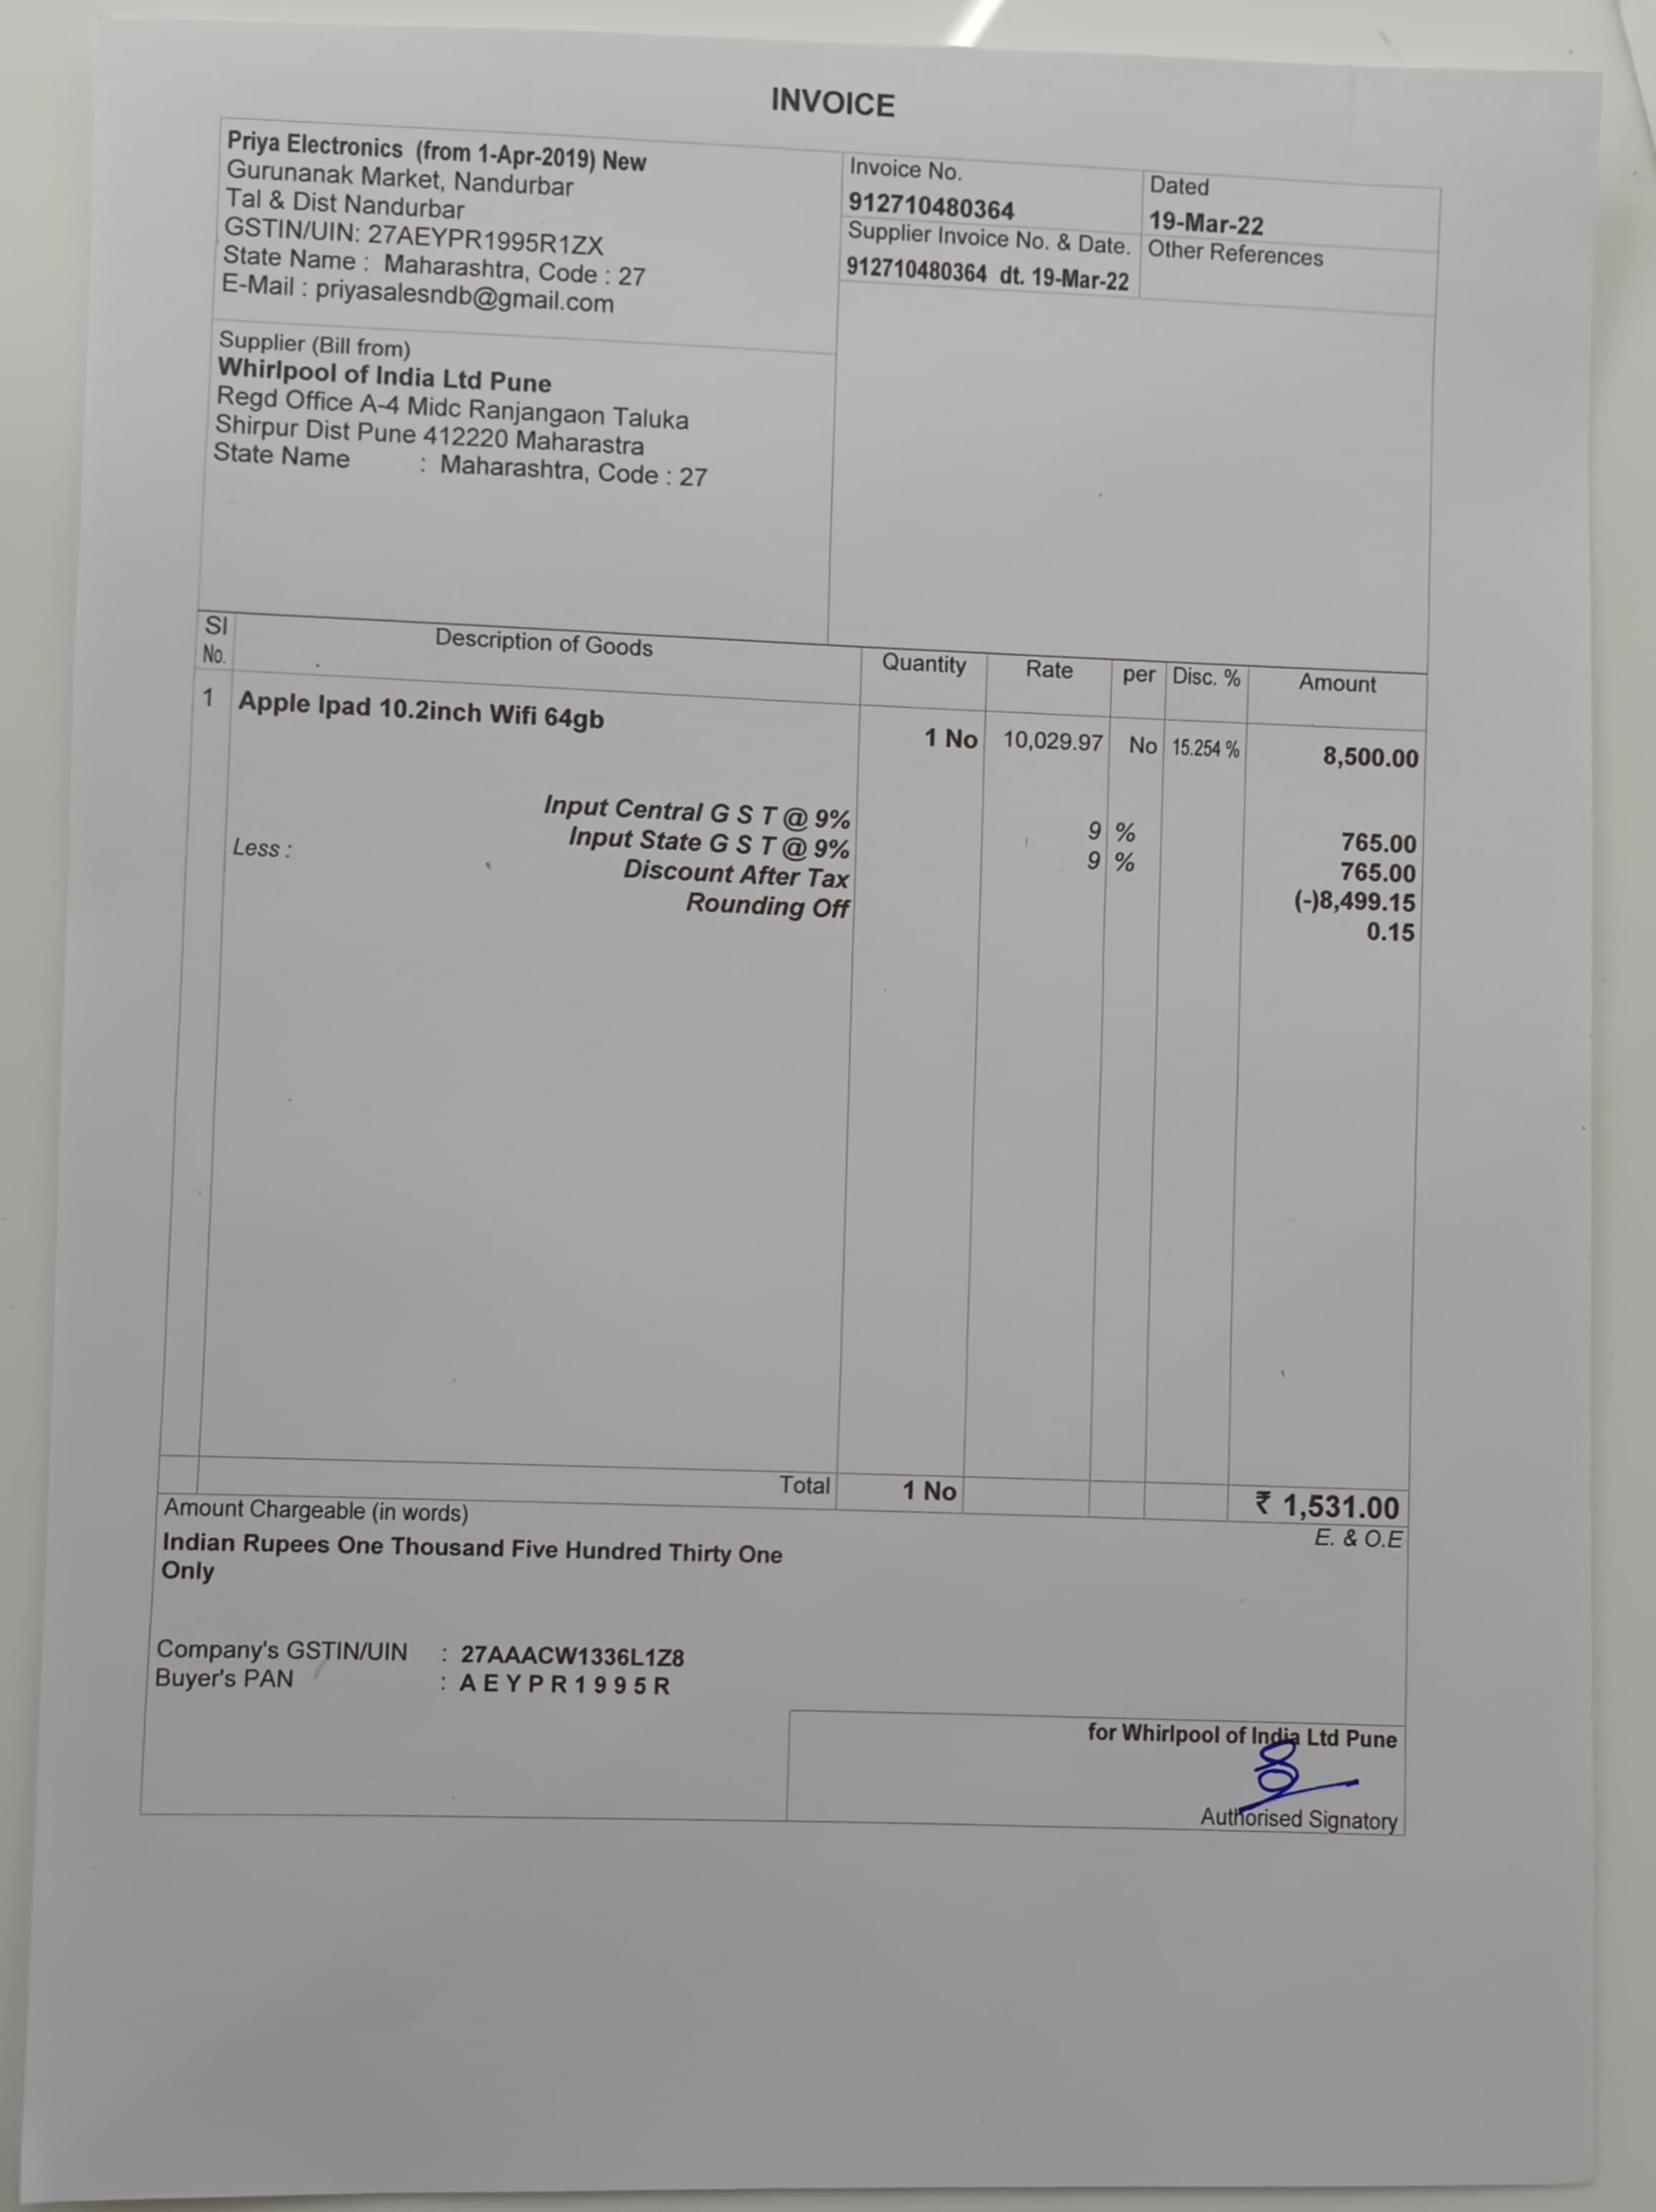 INVOICE
Priya Electronics (from 1-Apr-2019) New
Gurunanak Market, Nandurbar
Tal & Dist Nandurbar
GSTIN/UIN: 27AEYPR1995R1ZX
State Name : Maharashtra, Code : 27
E-Mail : priyasalesndb@gmail.com
Invoice No.
912710480364
Dated
19-Mar-22
Supplier Invoice No. & Date.
912710480364 dt. 19-Mar-22
Other References
Supplier (Bill from)
Whirlpool of India Ltd Pune
Regd Office A-4 Midc Ranjangaon Taluka
Shirpur Dist Pune 412220 Maharastra
State Name : Maharashtra, Code : 27
Sl No. Description of Goods Quantity Rate per Disc. % Amount
1 Apple Ipad 10.2inch Wifi 64gb 1 No 10,029.97 No 15.254 % 8,500.00
Input Central G S T @ 9% 9 % 765.00
Input State G S T @ 9% 9 % 765.00
Less : Discount After Tax (-)8,499.15
Rounding Off 0.15
Total 1 No ₹ 1,531.00
Amount Chargeable (in words) E. & O.E
Indian Rupees One Thousand Five Hundred Thirty One
Only
Company's GSTIN/UIN : 27AAACW1336L1Z8
Buyer's PAN : AEYPR1995R
for Whirlpool of India Ltd Pune
Authorised Signatory